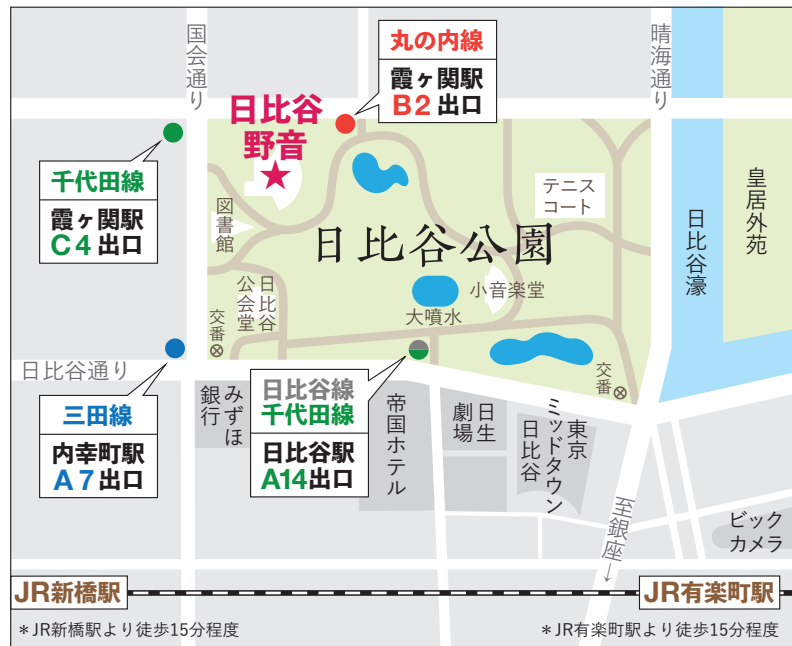 国会通り
丸の内線
霞ヶ関駅
B2出口
晴海通り
日比谷
野音
千代田線
霞ヶ関駅
C4出口
図書館
テニス
コート
日比谷濠
皇居外苑
日比谷公園
日比谷
公会堂
小音楽堂
大噴水
交番
交番
日比谷通り
三田線
内幸町駅
A7出口
みずほ
銀行
日比谷線
千代田線
日比谷駅
A14出口
帝国ホテル
日生
劇場
東京
ミッドタウン
日比谷
至銀座→
ビック
カメラ
JR新橋駅
JR有楽町駅
*JR新橋駅より徒歩15分程度
*JR有楽町駅より徒歩15分程度